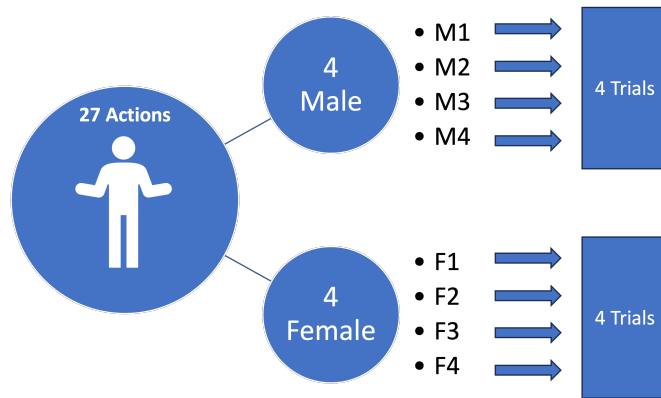 27 Actions
4
Male
• M1
• M2
• M3
• M4
4 Trials
4
Female
• F1
• F2
• F3
• F4
4 Trials